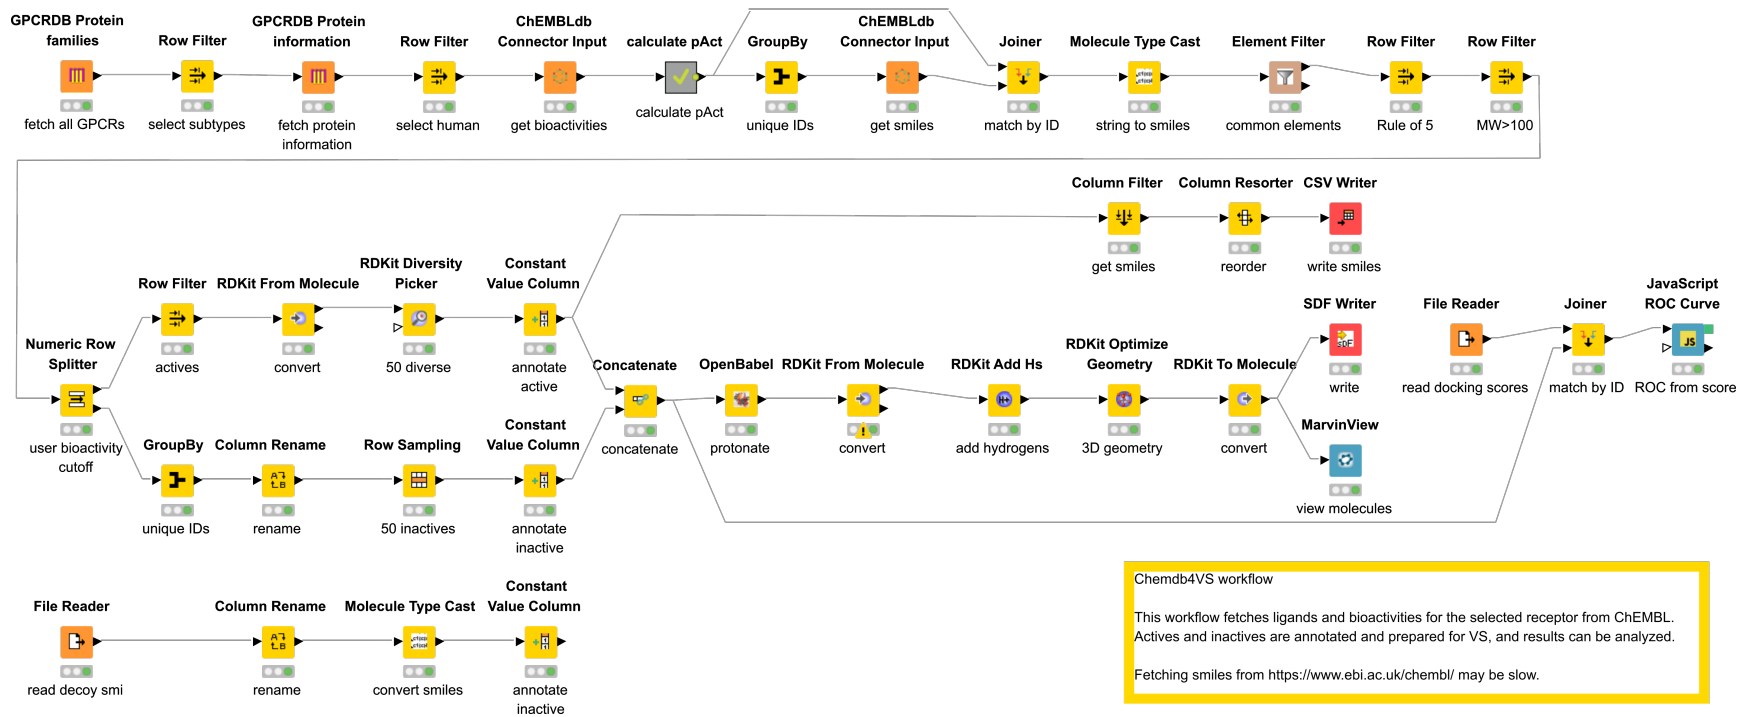 GPCRDB Protein
families
fetch all GPCRs
Row Filter
select subtypes
GPCRDB Protein
information
fetch protein
information
Row Filter
select human
ChEMBLdb
Connector Input
get bioactivities
calculate pAct
calculate pAct
GroupBy
unique IDs
ChEMBLdb
Connector Input
get smiles
Joiner
match by ID
Molecule Type Cast
string to smiles
Element Filter
common elements
Row Filter
Rule of 5
Row Filter
MW>100
Column Filter
get smiles
Column Resorter
reorder
CSV Writer
write smiles
Numeric Row
Splitter
user bioactivity
cutoff
Row Filter
actives
RDKit From Molecule
convert
RDKit Diversity
Picker
50 diverse
Constant
Value Column
annotate
active
GroupBy
unique IDs
Column Rename
rename
Row Sampling
50 inactives
Constant
Value Column
annotate
inactive
Concatenate
concatenate
OpenBabel
protonate
RDKit From Molecule
convert
RDKit Add Hs
add hydrogens
RDKit Optimize
Geometry
3D geometry
RDKit To Molecule
convert
SDF Writer
SDF
write
MarvinView
view molecules
File Reader
read docking scores
Joiner
match by ID
JavaScript
ROC Curve
JS
ROC from score
File Reader
read decoy smi
Column Rename
rename
Molecule Type Cast
convert smiles
Constant
Value Column
annotate
inactive
Chemdb4VS workflow
This workflow fetches ligands and bioactivities for the selected receptor from ChEMBL.
Actives and inactives are annotated and prepared for VS, and results can be analyzed.
Fetching smiles from https://www.ebi.ac.uk/chembl/ may be slow.